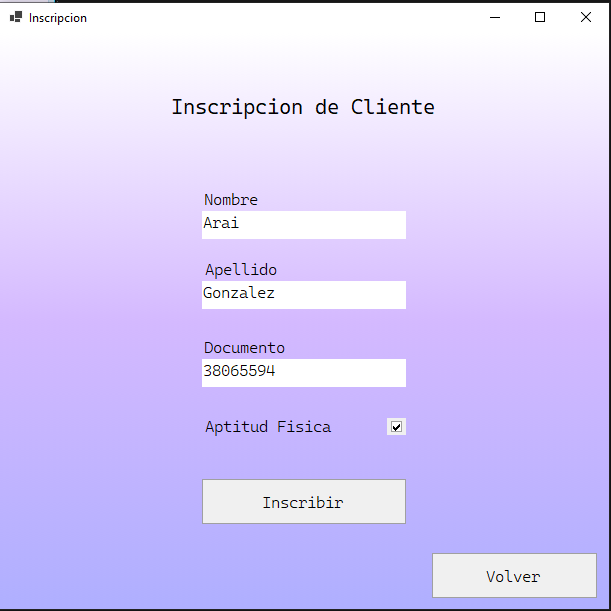 Inscripcion
Inscripcion de Cliente
Nombre
Arai
Apellido
Gonzalez
Documento
38065594
Aptitud Fisica
Inscribir
Volver